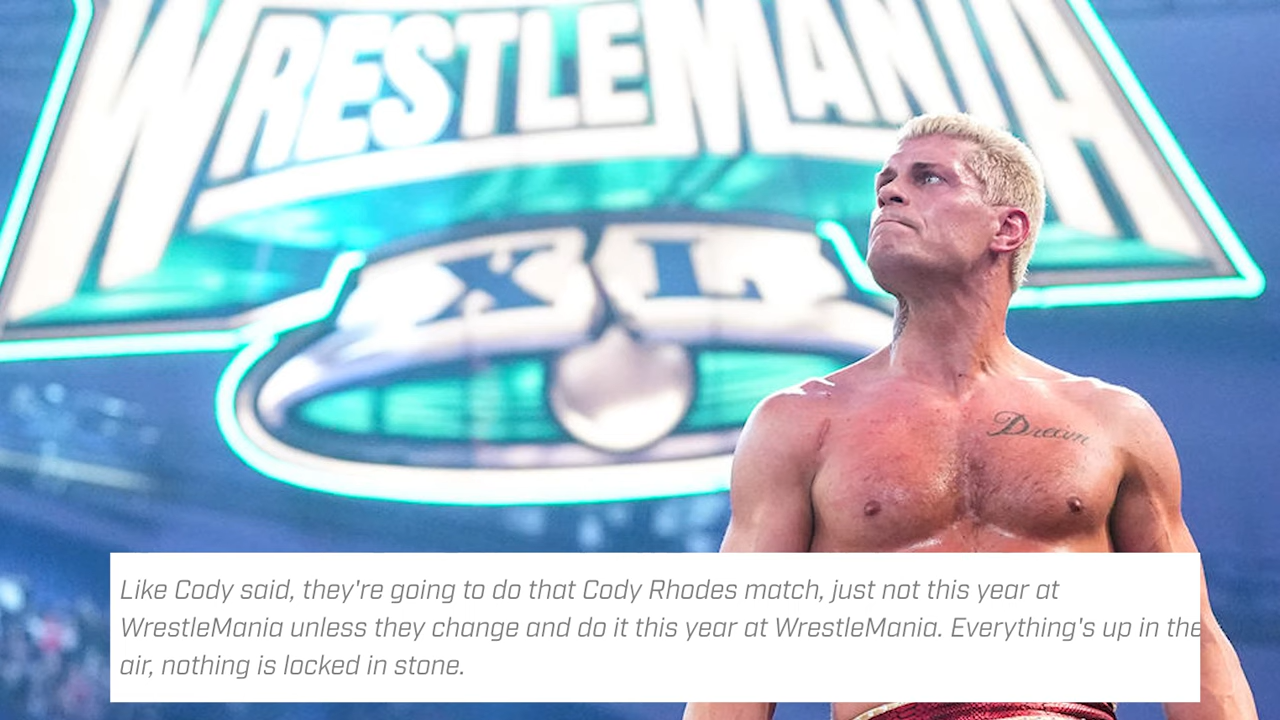 WRESTLEMANIA
XL
Dream
Like Cody said, they're going to do that Cody Rhodes match, just not this year at
WrestleMania unless they change and do it this year at WrestleMania. Everything's up in the
air, nothing is locked in stone.